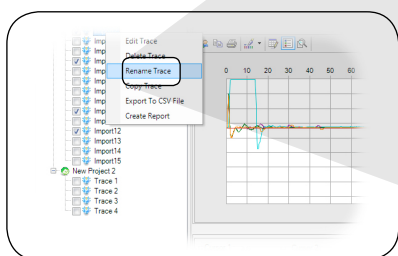 Edit Trace
Delete Trace
Rename Trace
Copy Trace
Export To CSV File
Create Report
0 10 20 30 40 50 60
Import12
Import13
Import14
Import15
New Project 2
Trace 1
Trace 2
Trace 3
Trace 4